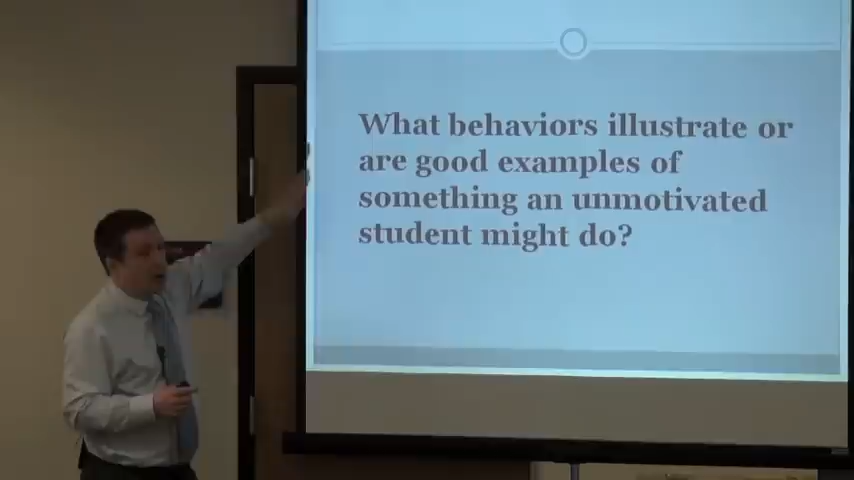 What behaviors illustrate or
are good examples of
something an unmotivated
student might do?